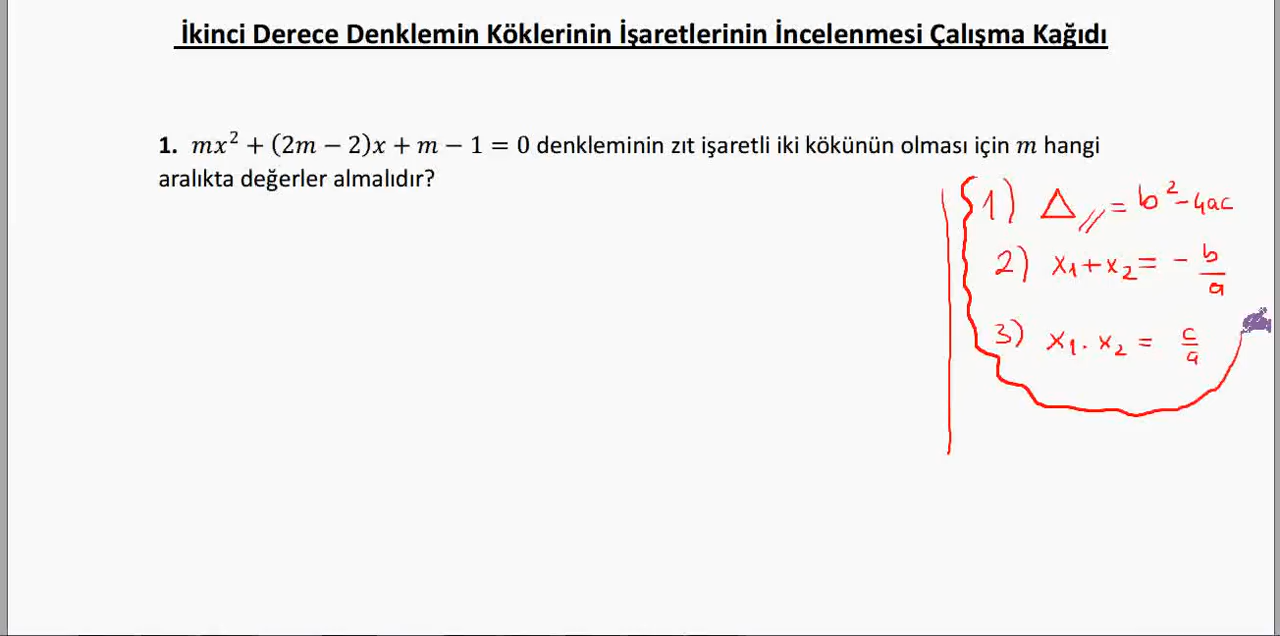 İkinci Derece Denklemin Köklerinin İşaretlerinin İncelenmesi Çalışma Kağıdı
1. mx² + (2m − 2)x + m − 1 = 0 denkleminin zıt işaretli iki kökünün olması için m hangi
aralıkta değerler almalıdır?
1) Δ = b² - 4ac
2) x₁ + x₂ = - b/a
3) x₁ . x₂ = c/a